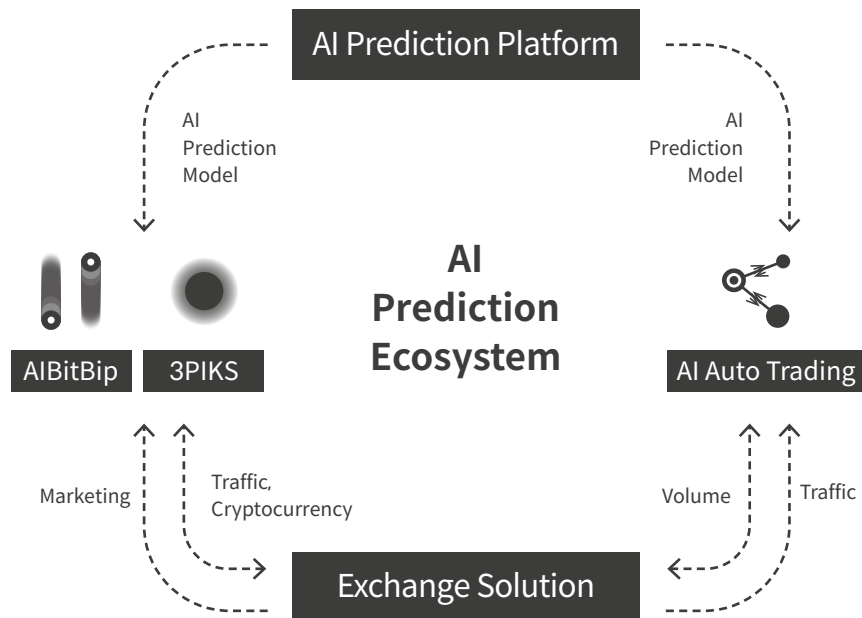 AI Prediction Platform
AI
Prediction
Model
AI
Prediction
Model
AI
Prediction
Ecosystem
AIBitBip
3PIKS
AI Auto Trading
Marketing
Traffic,
Cryptocurrency
Volume
Traffic
Exchange Solution